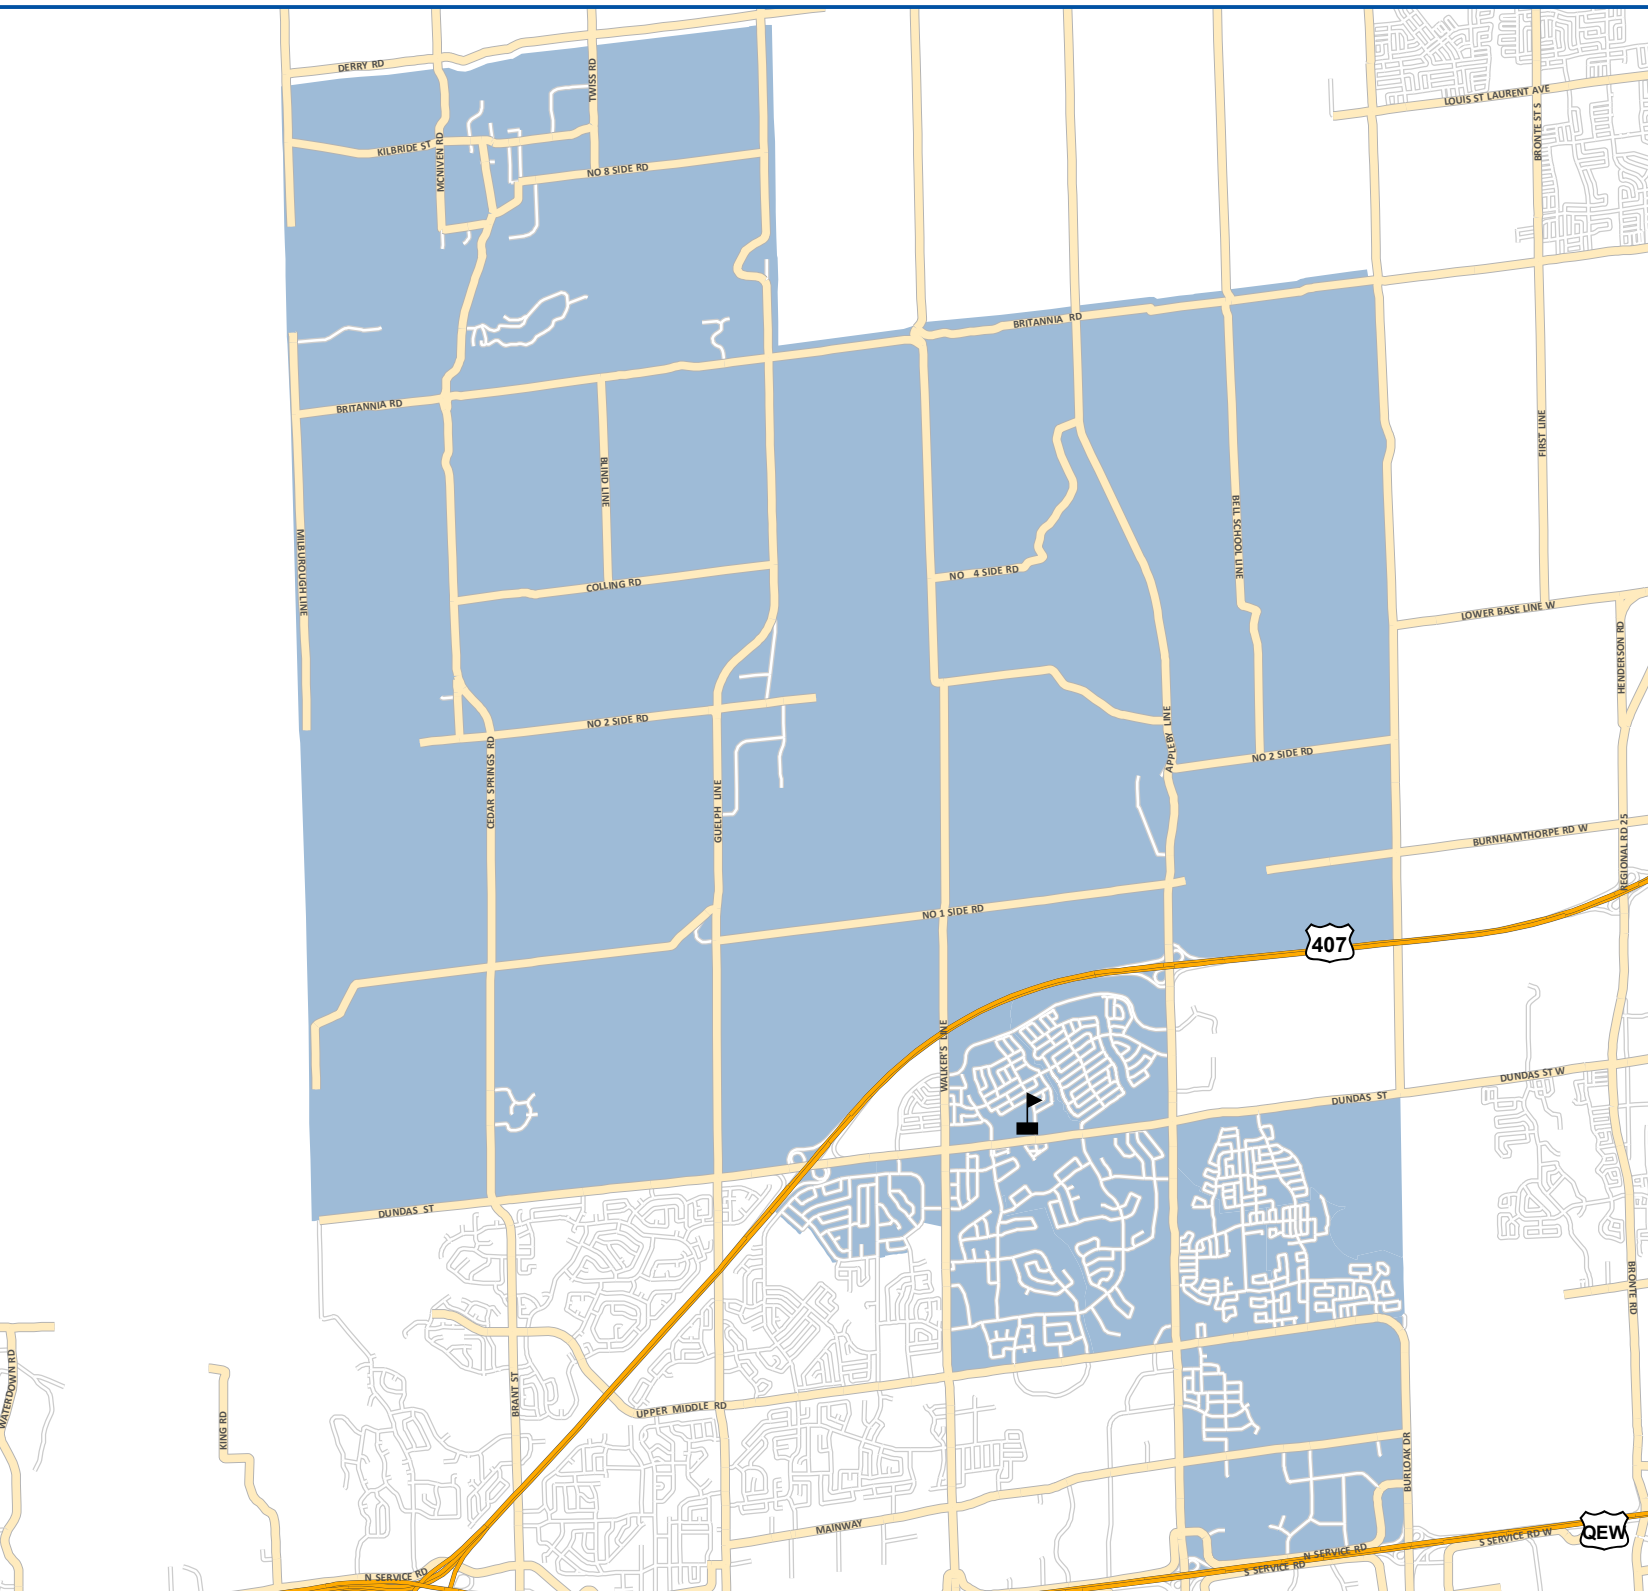 DERRY RD
TWISS RD
LOUIS ST LAURENT AVE
BRONTE ST S
KILBRIDE ST
MCNIVEN RD
NO 8 SIDE RD
BRITANNIA RD
BRITANNIA RD
FIRST LINE
BLIND LINE
BELL SCHOOL LINE
MILBUROUGH LINE
NO 4 SIDE RD
COLLING RD
LOWER BASE LINE W
HENDERSON RD
NO 2 SIDE RD
APPLEBY LINE
NO 2 SIDE RD
CEDAR SPRINGS RD
GUELPH LINE
BURNHAMTHORPE RD W
REGIONAL RD 25
NO 1 SIDE RD
407
WALKER'S LINE
DUNDAS ST W
DUNDAS ST
DUNDAS ST
BRONTE RD
WATERDOWN RD
KING RD
BRANT ST
UPPER MIDDLE RD
BURLOAK DR
MAINWAY
QEW
S SERVICE RD W
N SERVICE RD
S SERVICE RD
N SERVICE RD